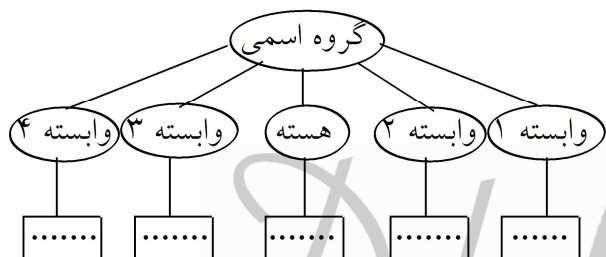 گروه اسمی
وابسته ۱ وابسته ۲ هسته وابسته ۳ وابسته ۴
...... ....... ....... ....... .......